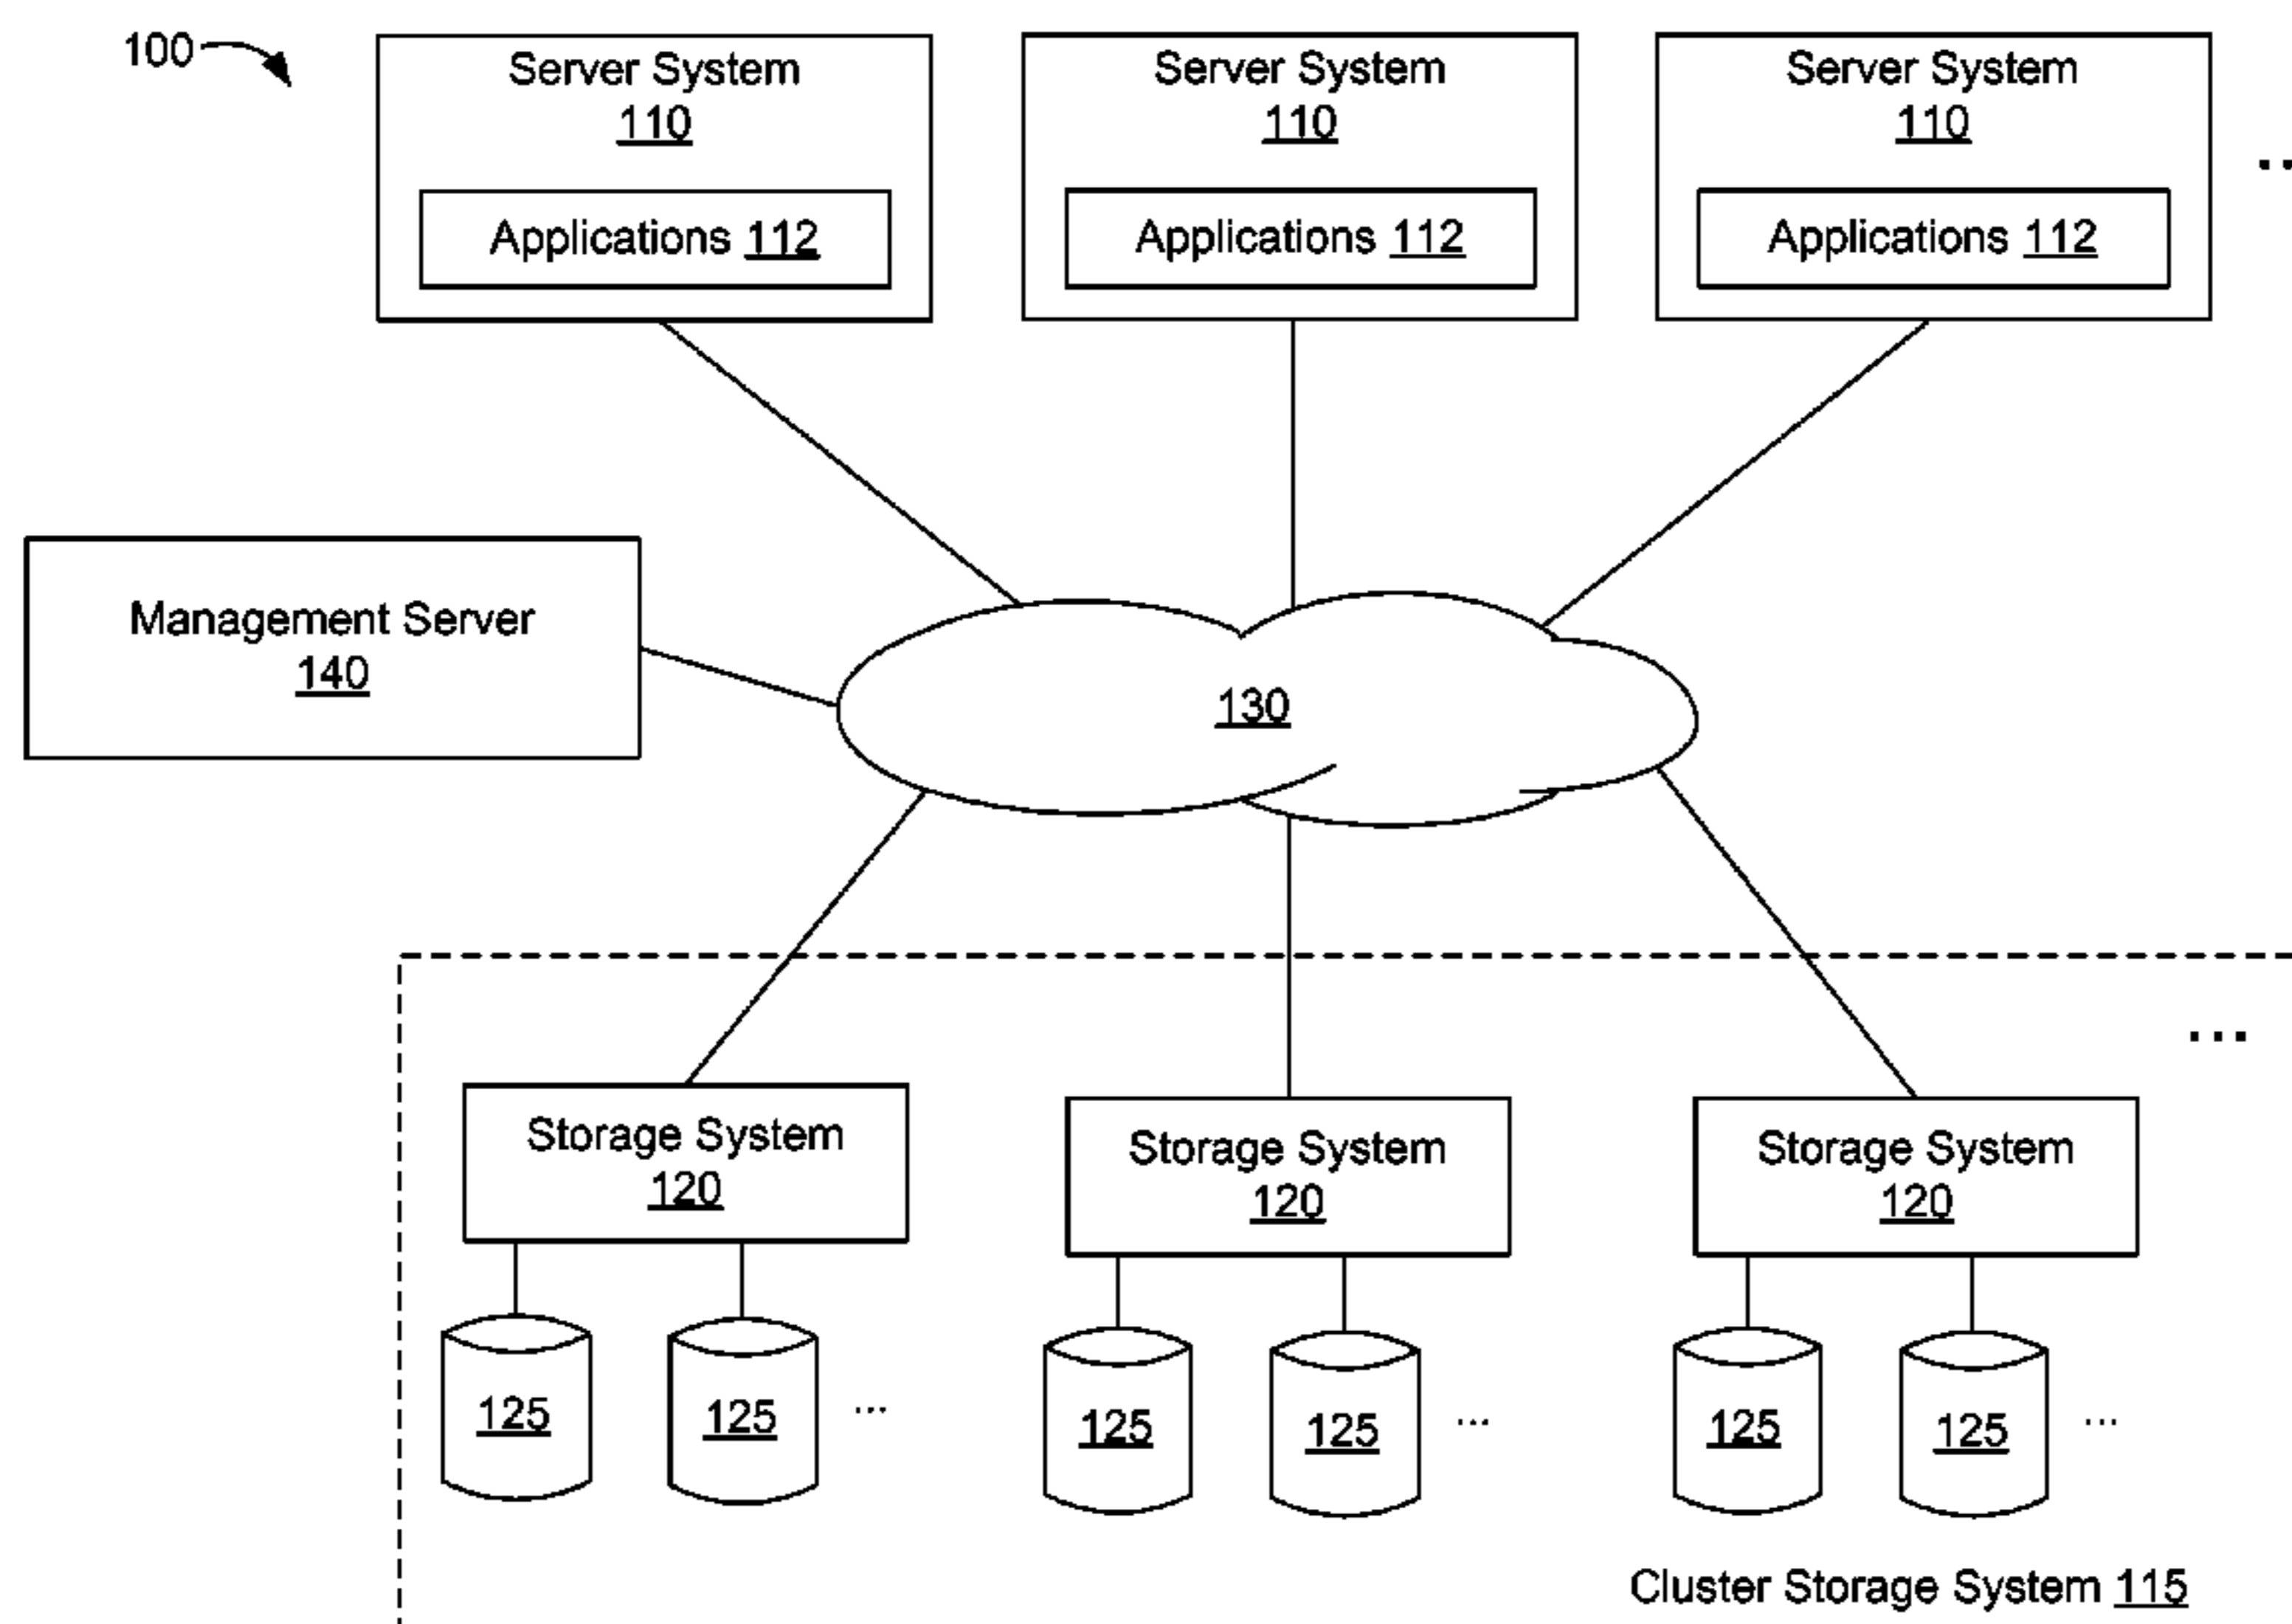 100
Server System
110
Applications 112
Server System
110
Applications 112
Server System
110
Applications 112
...
Management Server
140
130
...
Storage System
120
125
125
...
Storage System
120
125
125
...
Storage System
120
125
125
...
Cluster Storage System 115